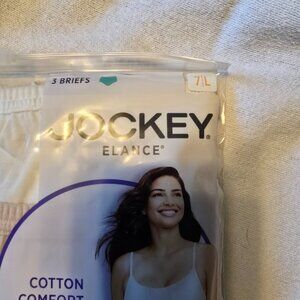 3 BRIEFS
7/L
JOCKEY®
ELANCE®
COTTON
COMFORT